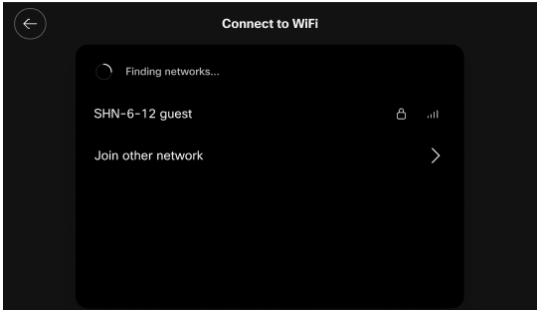 Connect to WiFi
Finding networks...
SHN-6-12 guest
Join other network